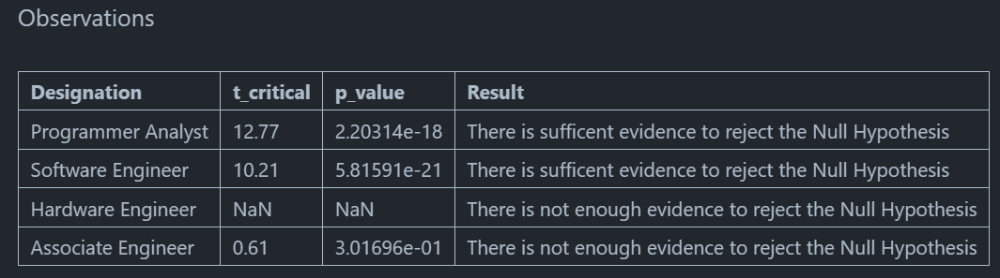 Observations
Designation t_critical p_value Result
Programmer Analyst 12.77 2.20314e-18 There is sufficent evidence to reject the Null Hypothesis
Software Engineer 10.21 5.81591e-21 There is sufficent evidence to reject the Null Hypothesis
Hardware Engineer NaN NaN There is not enough evidence to reject the Null Hypothesis
Associate Engineer 0.61 3.01696e-01 There is not enough evidence to reject the Null Hypothesis